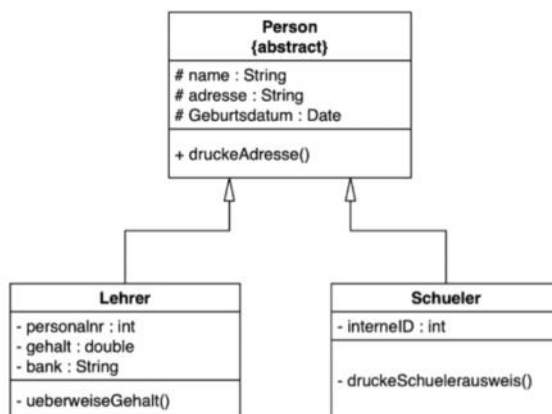 Person
{abstract}
# name : String
# adresse : String
# Geburtsdatum : Date
+ druckeAdresse()
Lehrer
- personalnr : int
- gehalt : double
- bank : String
- ueberweiseGehalt()
Schueler
- interneID : int
- druckeSchuelerausweis()